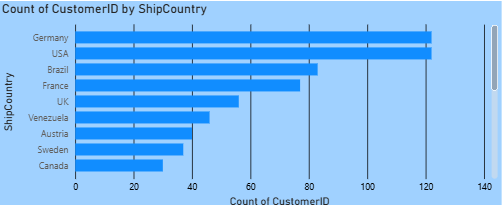 Count of CustomerID by ShipCountry
ShipCountry
Germany
USA
Brazil
France
UK
Venezuela
Austria
Sweden
Canada
0 20 40 60 80 100 120 140
Count of CustomerID